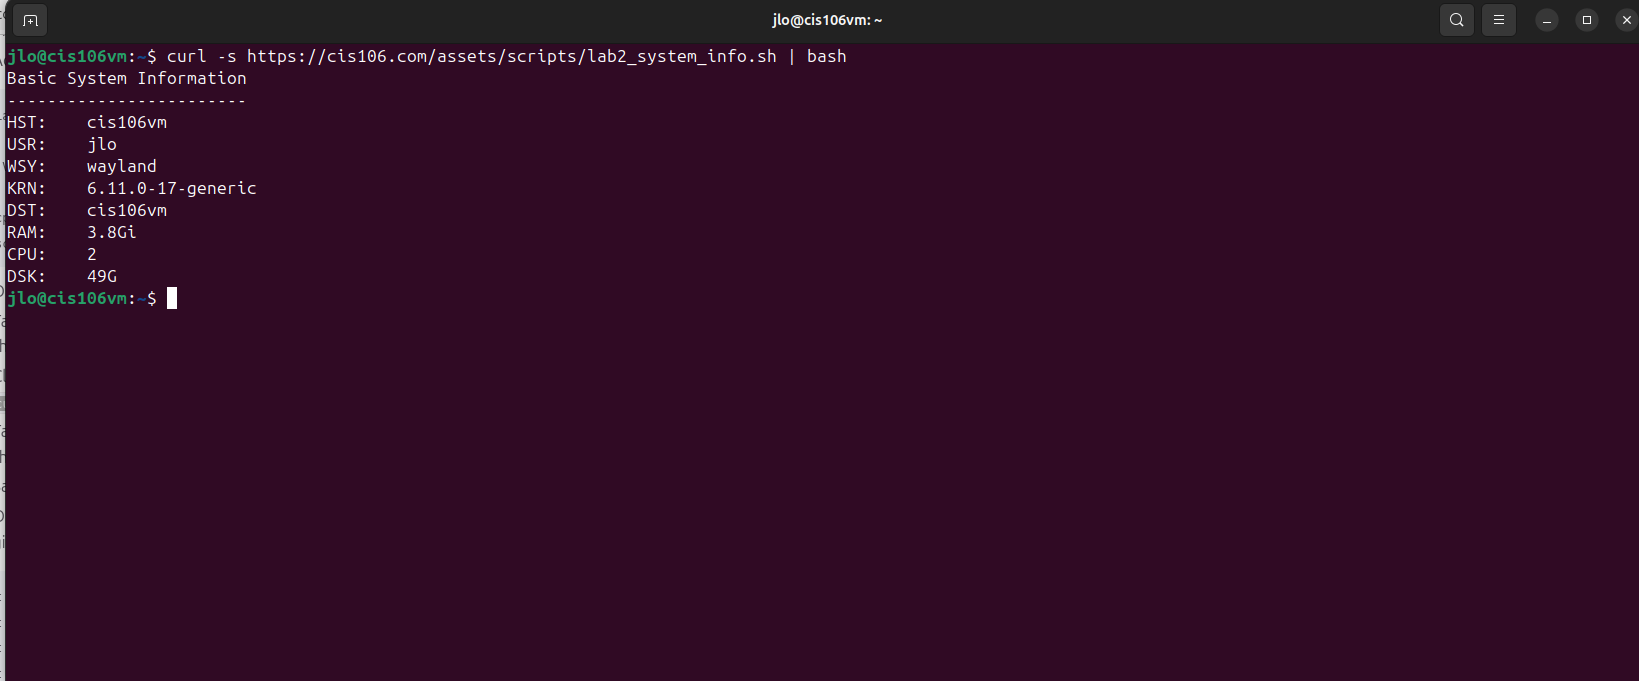 jlo@cis106vm: ~
jlo@cis106vm:~$ curl -s https://cis106.com/assets/scripts/lab2_system_info.sh | bash
Basic System Information
------------------------
HST:    cis106vm
USR:    jlo
WSY:    wayland
KRN:    6.11.0-17-generic
DST:    cis106vm
RAM:    3.8Gi
CPU:    2
DSK:    49G
jlo@cis106vm:~$